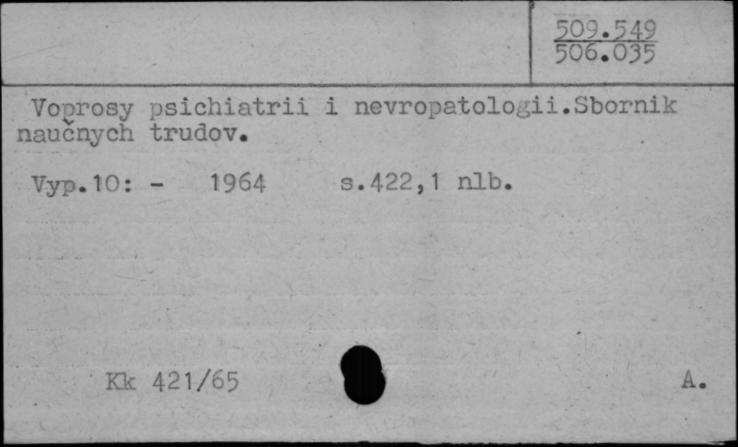 509.549
506.035
Voprosy psichiatrii i nevropatologii.Sbornik
naučnych trudov.
Vyp.10: - 1964 s.422,1 nlb.
Kk 421/65 A.